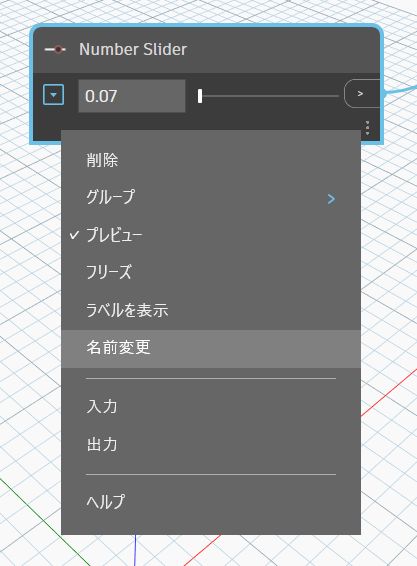 Number Slider
0.07
>
削除
グループ
プレビュー
フリーズ
ラベルを表示
名前変更
入力
出力
ヘルプ